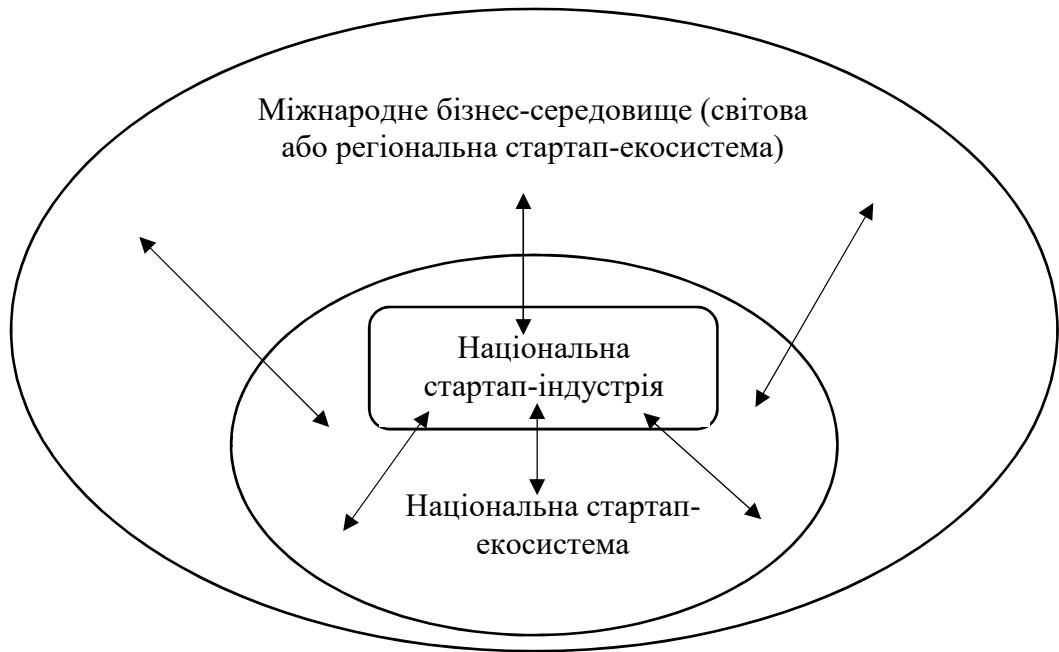 Міжнародне бізнес-середовище (світова
або регіональна стартап-екосистема)
Національна
стартап-індустрія
Національна стартап-
екосистема